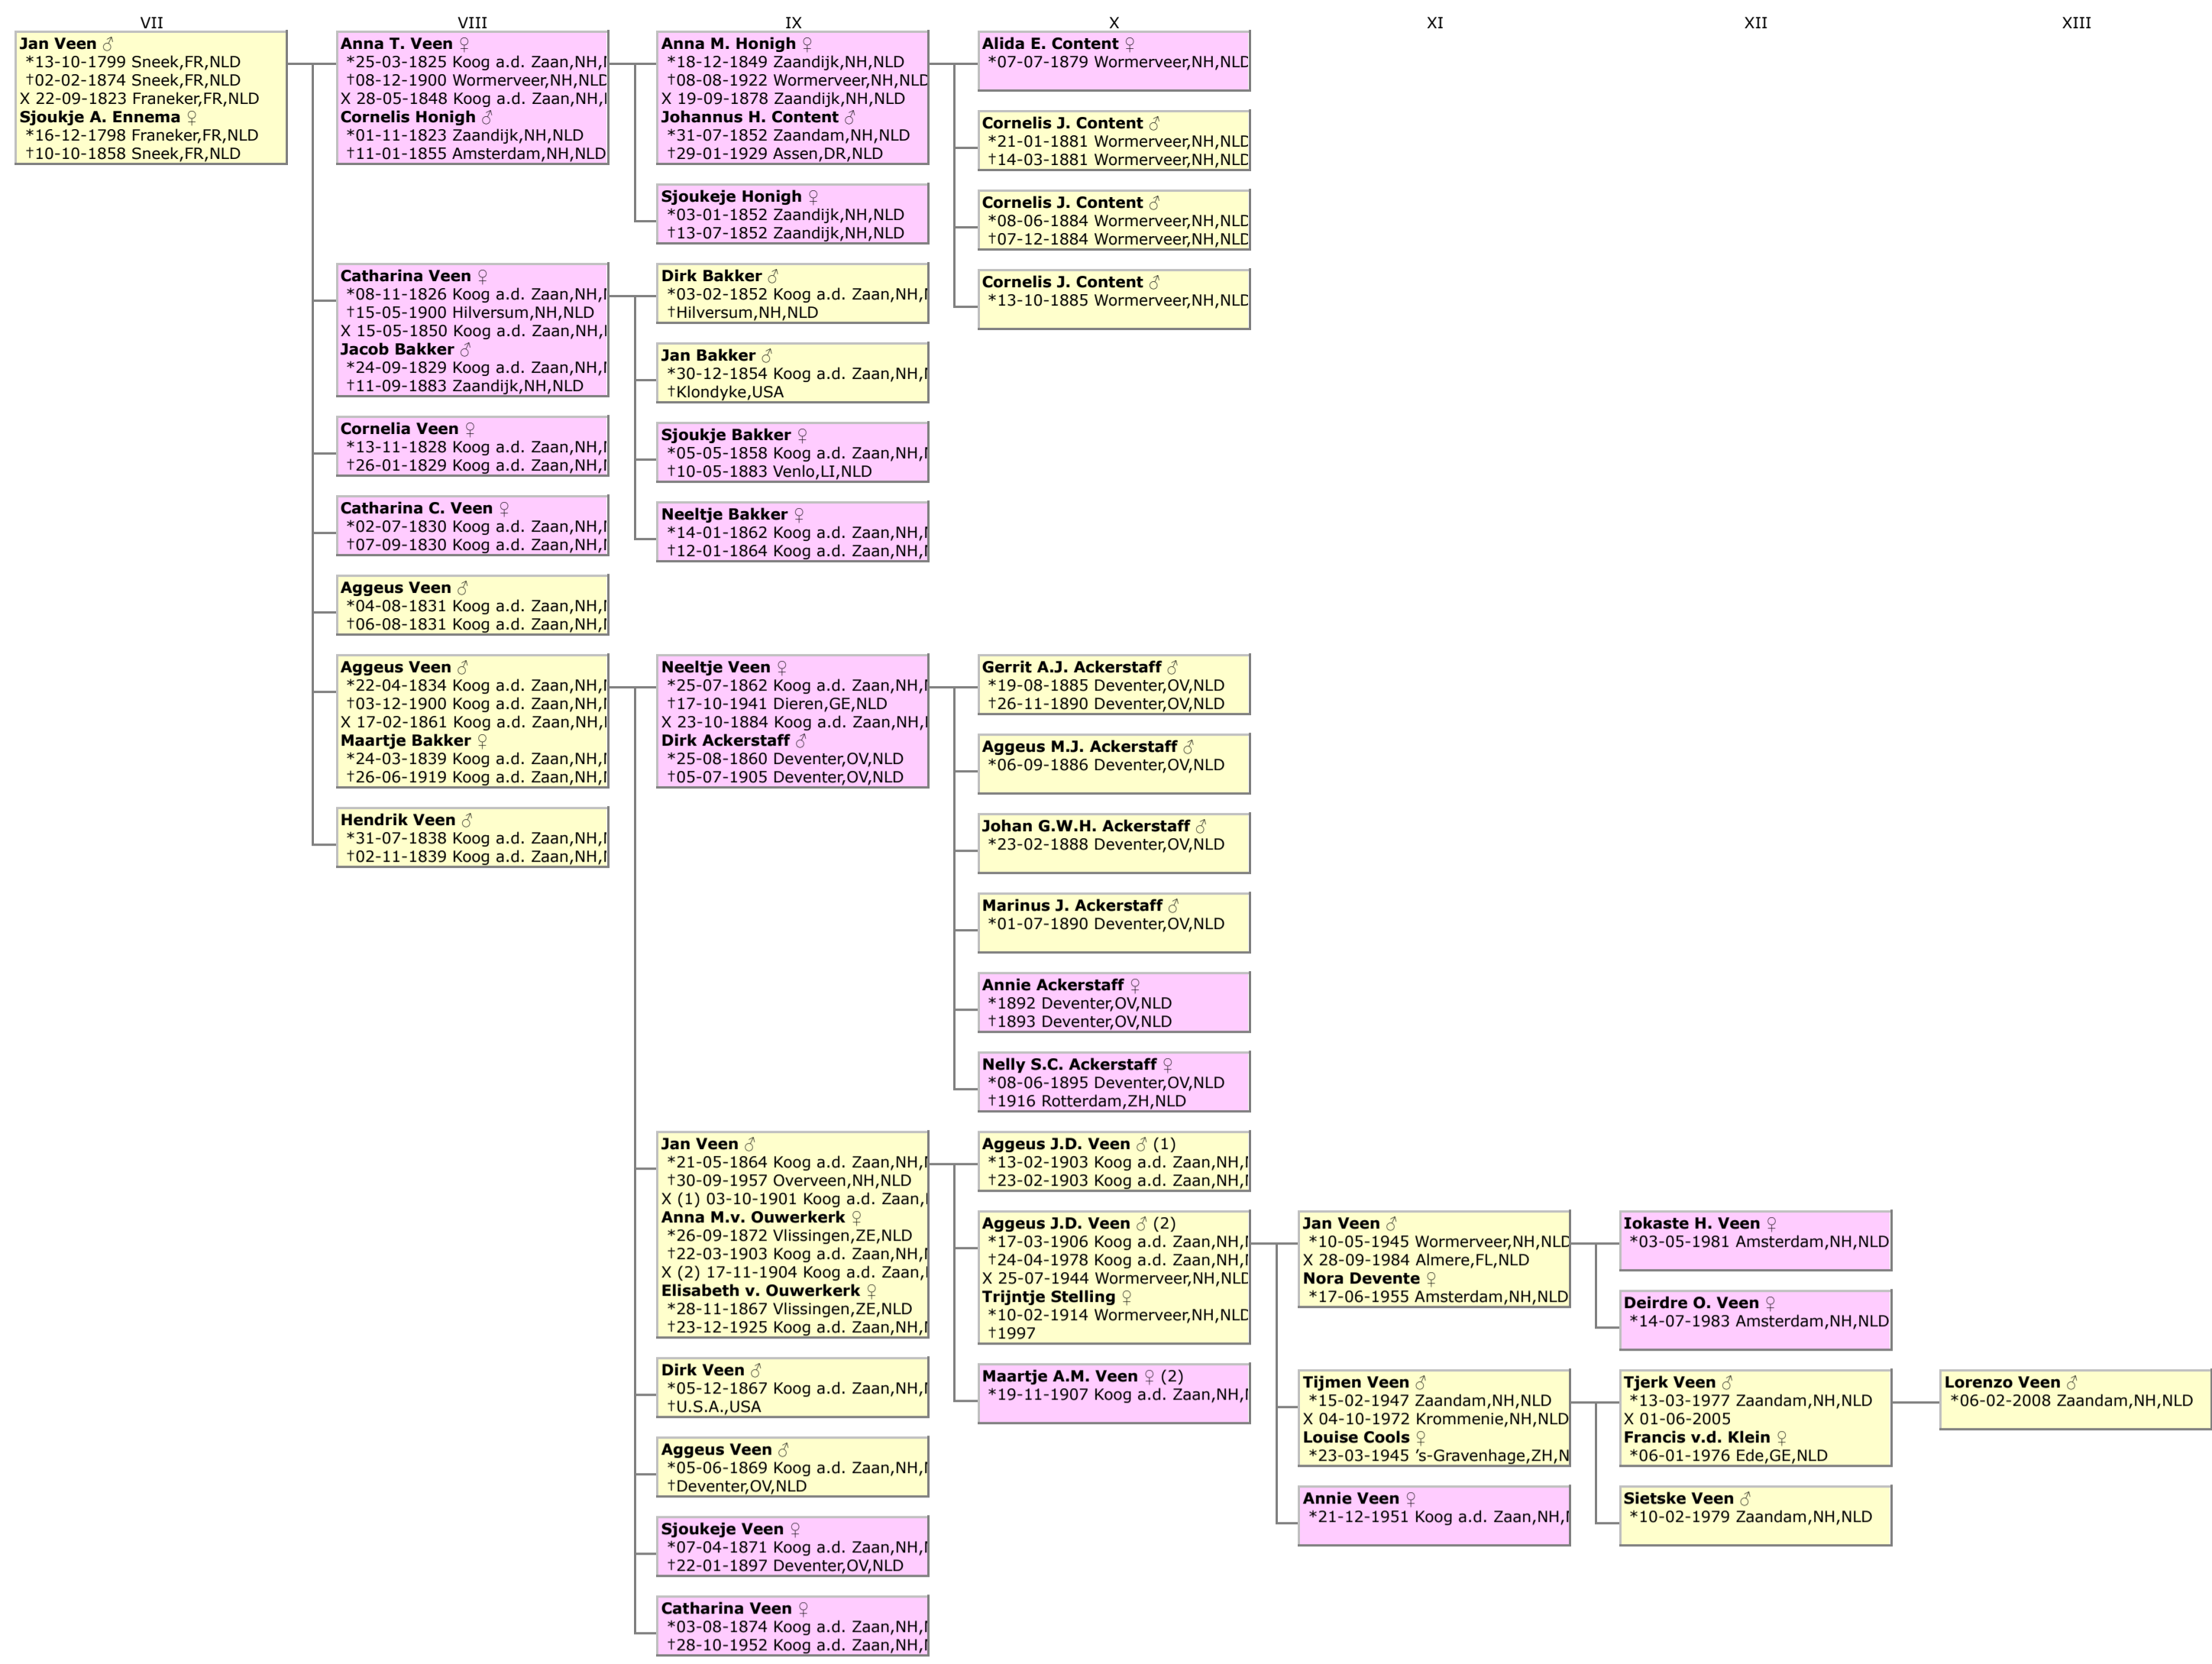 VII
VIII
IX
X
XI
XII
XIII
Jan Veen ♂
*13-10-1799 Sneek,FR,NLD
†02-02-1874 Sneek,FR,NLD
X 22-09-1823 Franeker,FR,NLD
Sjoukje A. Ennema ♀
*16-12-1798 Franeker,FR,NLD
†10-10-1858 Sneek,FR,NLD
Anna T. Veen ♀
*25-03-1825 Koog a.d. Zaan,NH,
†08-12-1900 Wormerveer,NH,NLD
X 28-05-1848 Koog a.d. Zaan,NH,
Cornelis Honigh ♂
*01-11-1823 Zaandijk,NH,NLD
†11-01-1855 Amsterdam,NH,NLD
Catharina Veen ♀
*08-11-1826 Koog a.d. Zaan,NH,
†15-05-1900 Hilversum,NH,NLD
X 15-05-1850 Koog a.d. Zaan,NH,
Jacob Bakker ♂
*24-09-1829 Koog a.d. Zaan,NH,
†11-09-1883 Zaandijk,NH,NLD
Cornelia Veen ♀
*13-11-1828 Koog a.d. Zaan,NH,
†26-01-1829 Koog a.d. Zaan,NH,
Catharina C. Veen ♀
*02-07-1830 Koog a.d. Zaan,NH,
†07-09-1830 Koog a.d. Zaan,NH,
Aggeus Veen ♂
*04-08-1831 Koog a.d. Zaan,NH,
†06-08-1831 Koog a.d. Zaan,NH,
Aggeus Veen ♂
*22-04-1834 Koog a.d. Zaan,NH,
†03-12-1900 Koog a.d. Zaan,NH,
X 17-02-1861 Koog a.d. Zaan,NH,
Maartje Bakker ♀
*24-03-1839 Koog a.d. Zaan,NH,
†26-06-1919 Koog a.d. Zaan,NH,
Hendrik Veen ♂
*31-07-1838 Koog a.d. Zaan,NH,
†02-11-1839 Koog a.d. Zaan,NH,
Anna M. Honigh ♀
*18-12-1849 Zaandijk,NH,NLD
†08-08-1922 Wormerveer,NH,NLD
X 19-09-1878 Zaandijk,NH,NLD
Johannus H. Content ♂
*31-07-1852 Zaandam,NH,NLD
†29-01-1929 Assen,DR,NLD
Sjoukeje Honigh ♀
*03-01-1852 Zaandijk,NH,NLD
†13-07-1852 Zaandijk,NH,NLD
Dirk Bakker ♂
*03-02-1852 Koog a.d. Zaan,NH,
†Hilversum,NH,NLD
Jan Bakker ♂
*30-12-1854 Koog a.d. Zaan,NH,
†Klondyke,USA
Sjoukje Bakker ♀
*05-05-1858 Koog a.d. Zaan,NH,
†10-05-1883 Venlo,LI,NLD
Neeltje Bakker ♀
*14-01-1862 Koog a.d. Zaan,NH,
†12-01-1864 Koog a.d. Zaan,NH,
Neeltje Veen ♀
*25-07-1862 Koog a.d. Zaan,NH,
†17-10-1941 Dieren,GE,NLD
X 23-10-1884 Koog a.d. Zaan,NH,
Dirk Ackerstaff ♂
*25-08-1860 Deventer,OV,NLD
†05-07-1905 Deventer,OV,NLD
Jan Veen ♂
*21-05-1864 Koog a.d. Zaan,NH,
†30-09-1957 Overveen,NH,NLD
X (1) 03-10-1901 Koog a.d. Zaan,
Anna M.v. Ouwerkerk ♀
*26-09-1872 Vlissingen,ZE,NLD
†22-03-1903 Koog a.d. Zaan,NH,
X (2) 17-11-1904 Koog a.d. Zaan,
Elisabeth v. Ouwerkerk ♀
*28-11-1867 Vlissingen,ZE,NLD
†23-12-1925 Koog a.d. Zaan,NH,
Dirk Veen ♂
*05-12-1867 Koog a.d. Zaan,NH,
†U.S.A.,USA
Aggeus Veen ♂
*05-06-1869 Koog a.d. Zaan,NH,
†Deventer,OV,NLD
Sjoukeje Veen ♀
*07-04-1871 Koog a.d. Zaan,NH,
†22-01-1897 Deventer,OV,NLD
Catharina Veen ♀
*03-08-1874 Koog a.d. Zaan,NH,
†28-10-1952 Koog a.d. Zaan,NH,
Alida E. Content ♀
*07-07-1879 Wormerveer,NH,NLD
Cornelis J. Content ♂
*21-01-1881 Wormerveer,NH,NLD
†14-03-1881 Wormerveer,NH,NLD
Cornelis J. Content ♂
*08-06-1884 Wormerveer,NH,NLD
†07-12-1884 Wormerveer,NH,NLD
Cornelis J. Content ♂
*13-10-1885 Wormerveer,NH,NLD
Gerrit A.J. Ackerstaff ♂
*19-08-1885 Deventer,OV,NLD
†26-11-1890 Deventer,OV,NLD
Aggeus M.J. Ackerstaff ♂
*06-09-1886 Deventer,OV,NLD
Johan G.W.H. Ackerstaff ♂
*23-02-1888 Deventer,OV,NLD
Marinus J. Ackerstaff ♂
*01-07-1890 Deventer,OV,NLD
Annie Ackerstaff ♀
*1892 Deventer,OV,NLD
†1893 Deventer,OV,NLD
Nelly S.C. Ackerstaff ♀
*08-06-1895 Deventer,OV,NLD
†1916 Rotterdam,ZH,NLD
Aggeus J.D. Veen ♂ (1)
*13-02-1903 Koog a.d. Zaan,NH,
†23-02-1903 Koog a.d. Zaan,NH,
Aggeus J.D. Veen ♂ (2)
*17-03-1906 Koog a.d. Zaan,NH,
†24-04-1978 Koog a.d. Zaan,NH,
X 25-07-1944 Wormerveer,NH,NLD
Trijntje Stelling ♀
*10-02-1914 Wormerveer,NH,NLD
†1997
Maartje A.M. Veen ♀ (2)
*19-11-1907 Koog a.d. Zaan,NH,
Jan Veen ♂
*10-05-1945 Wormerveer,NH,NLD
X 28-09-1984 Almere,FL,NLD
Nora Devente ♀
*17-06-1955 Amsterdam,NH,NLD
Tijmen Veen ♂
*15-02-1947 Zaandam,NH,NLD
X 04-10-1972 Krommenie,NH,NLD
Louise Cools ♀
*23-03-1945 ’s-Gravenhage,ZH,N
Annie Veen ♀
*21-12-1951 Koog a.d. Zaan,NH,
Iokaste H. Veen ♀
*03-05-1981 Amsterdam,NH,NLD
Deirdre O. Veen ♀
*14-07-1983 Amsterdam,NH,NLD
Tjerk Veen ♂
*13-03-1977 Zaandam,NH,NLD
X 01-06-2005
Francis v.d. Klein ♀
*06-01-1976 Ede,GE,NLD
Sietske Veen ♂
*10-02-1979 Zaandam,NH,NLD
Lorenzo Veen ♂
*06-02-2008 Zaandam,NH,NLD